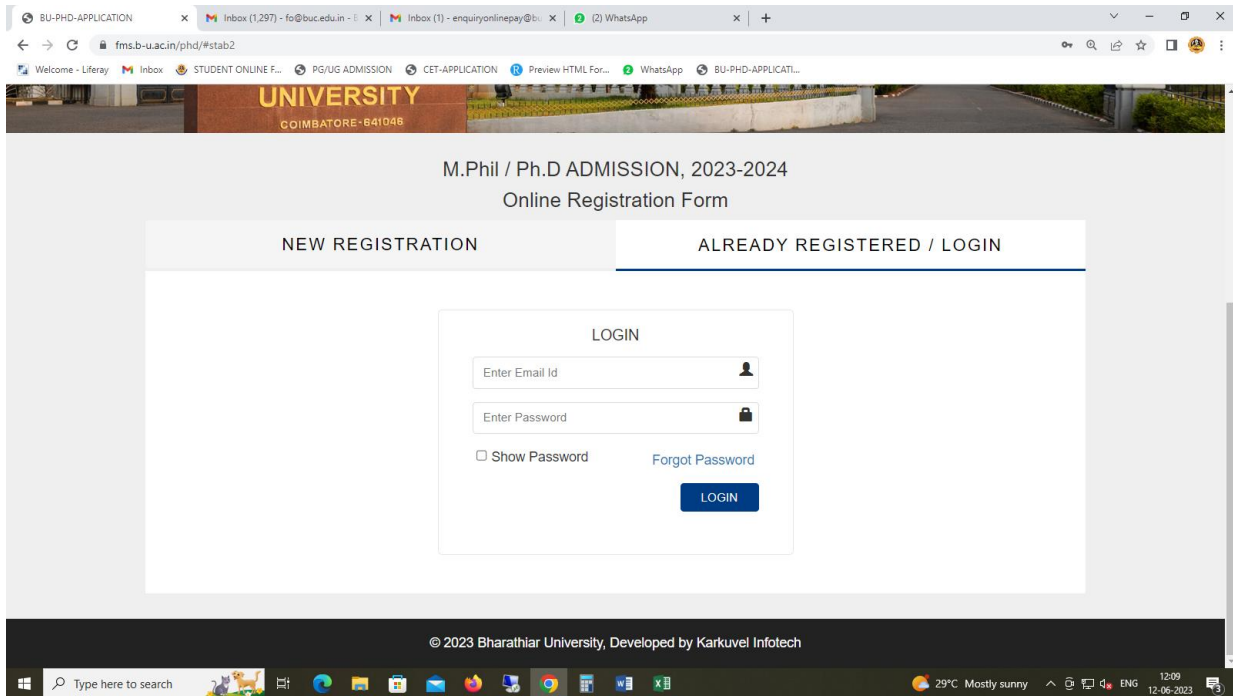 BU-PHD-APPLICATION
Inbox (1,297) - fo@buc.edu.in - B
Inbox (1) - enquiryonlinepay@bu
(2) WhatsApp
fms.b-u.ac.in/phd/#stab2
Welcome - Liferay
Inbox
STUDENT ONLINE F...
PG/UG ADMISSION
CET-APPLICATION
Preview HTML For...
WhatsApp
BU-PHD-APPLICATI...
UNIVERSITY
COIMBATORE-641046
M.Phil / Ph.D ADMISSION, 2023-2024
Online Registration Form
NEW REGISTRATION
ALREADY REGISTERED / LOGIN
LOGIN
Enter Email Id
Enter Password
Show Password
Forgot Password
LOGIN
© 2023 Bharathiar University, Developed by Karkuvel Infotech
Type here to search
29°C Mostly sunny
ENG
12:09
12-06-2023